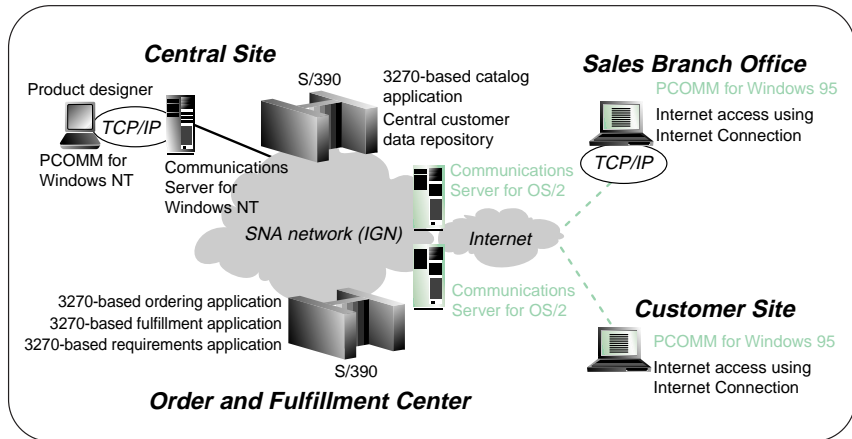 Central Site
Product designer
TCP/IP
PCOMM for
Windows NT
Communications
Server for
Windows NT
S/390
3270-based catalog
application
Central customer
data repository
Sales Branch Office
PCOMM for Windows 95
Internet access using
Internet Connection
TCP/IP
Communications
Server for OS/2
SNA network (IGN)
Internet
Communications
Server for OS/2
3270-based ordering application
3270-based fulfillment application
3270-based requirements application
S/390
Order and Fulfillment Center
Customer Site
PCOMM for Windows 95
Internet access using
Internet Connection